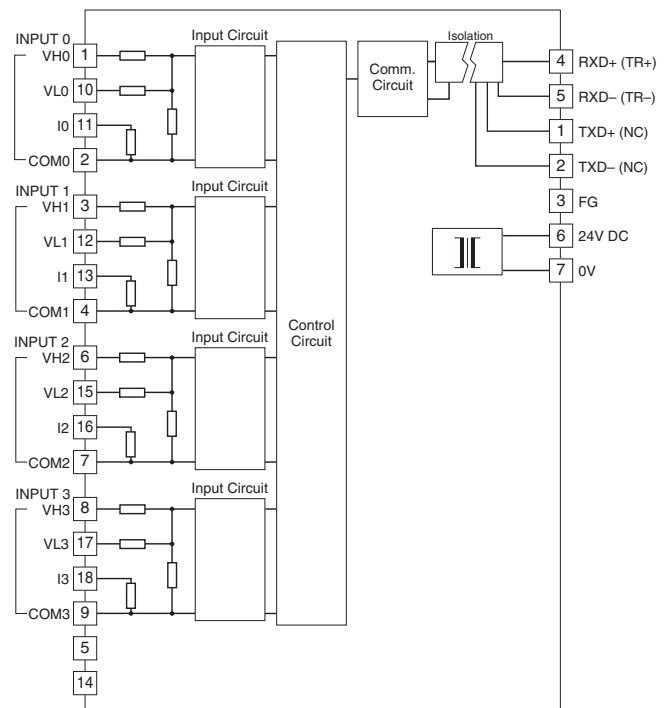 INPUT 0
VH0 1
VL0 10
I0 11
COM0 2
Input Circuit
INPUT 1
VH1 3
VL1 12
I1 13
COM1 4
Input Circuit
INPUT 2
VH2 6
VL2 15
I2 16
COM2 7
Input Circuit
INPUT 3
VH3 8
VL3 17
I3 18
COM3 9
Input Circuit
5
14
Control
Circuit
Comm.
Circuit
Isolation
4 RXD+ (TR+)
5 RXD– (TR–)
1 TXD+ (NC)
2 TXD– (NC)
3 FG
6 24V DC
7 0V